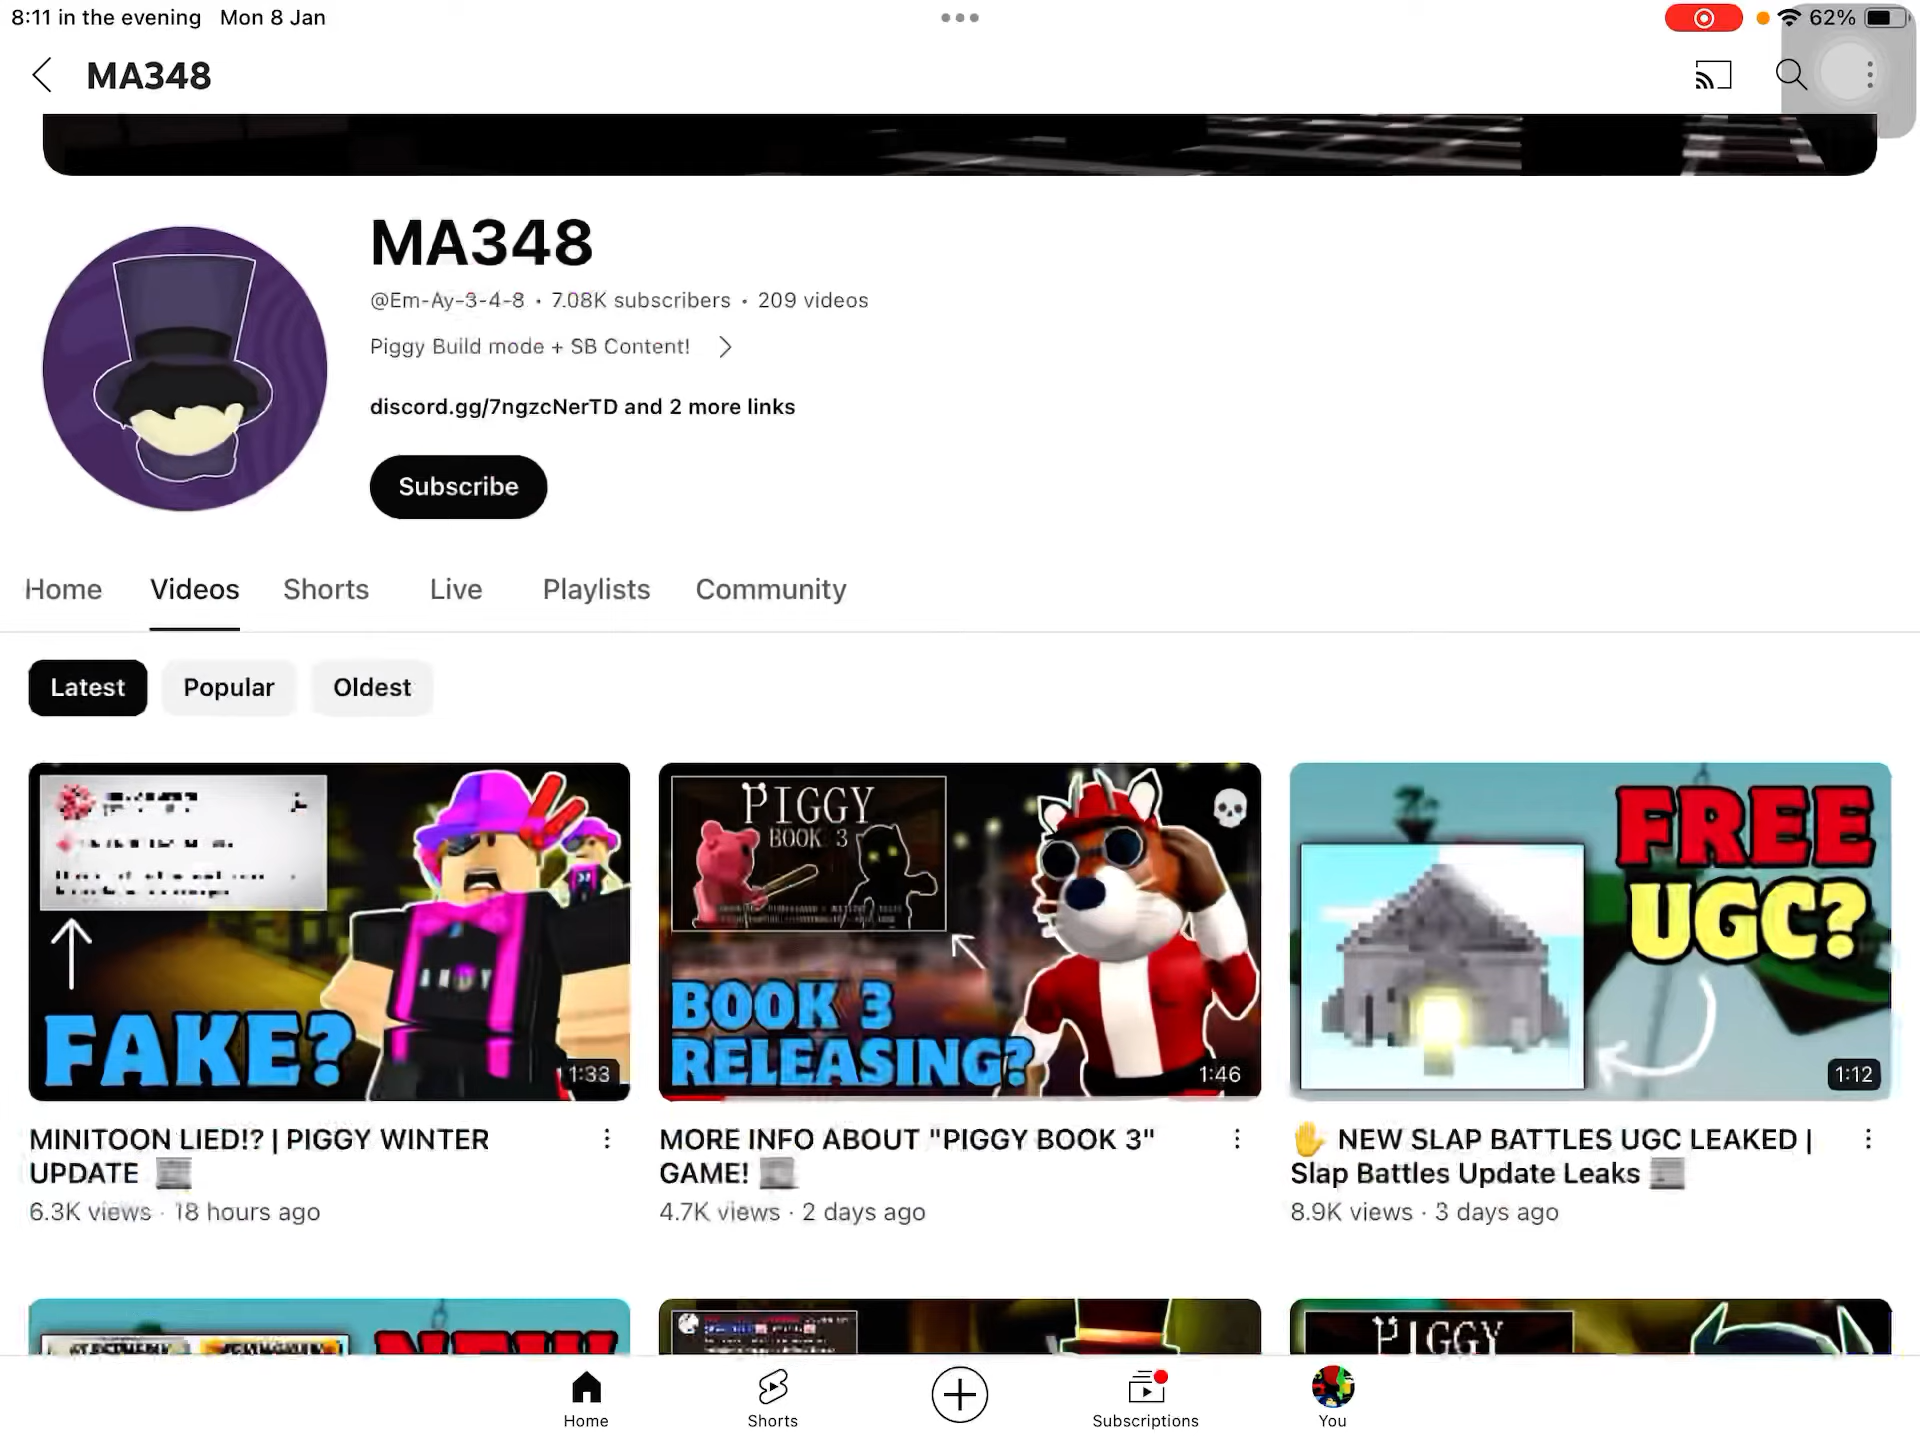 8:11 in the evening Mon 8 Jan
62%
MA348
MA348
@Em-Ay-3-4-8 • 7.08K subscribers • 209 videos
Piggy Build mode + SB Content!
discord.gg/7ngzcNerTD and 2 more links
Subscribe
Home Videos Shorts Live Playlists Community
Latest Popular Oldest
ANDY
FAKE?
1:33
PIGGY
BOOK 3
BOOK 3
RELEASING?
1:46
FREE
UGC?
1:12
MINITOON LIED!? | PIGGY WINTER
UPDATE
6.3K views · 18 hours ago
MORE INFO ABOUT "PIGGY BOOK 3"
GAME!
4.7K views · 2 days ago
✋ NEW SLAP BATTLES UGC LEAKED |
Slap Battles Update Leaks
8.9K views · 3 days ago
NEW
PIGGY
Home Shorts Subscriptions You